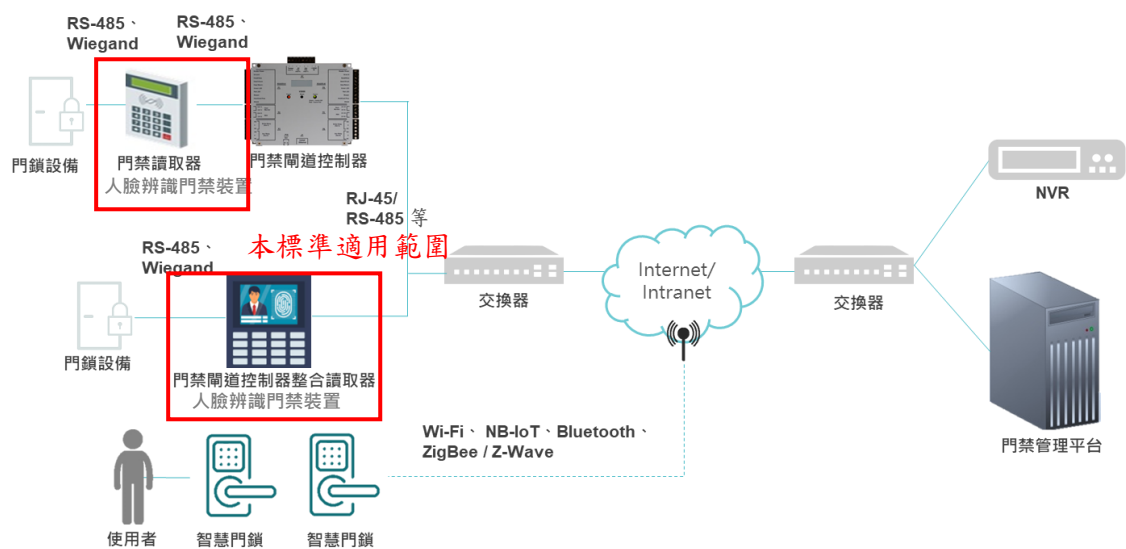 RS-485、
Wiegand
RS-485、
Wiegand
門鎖設備
門禁讀取器
人臉辨識門禁裝置
門禁閘道控制器
RJ-45/
RS-485 等
本標準適用範圍
RS-485、
Wiegand
門鎖設備
門禁閘道控制器整合讀取器
人臉辨識門禁裝置
交換器
Internet/
Intranet
交換器
NVR
門禁管理平台
Wi-Fi、 NB-IoT、Bluetooth、
ZigBee / Z-Wave
使用者
智慧門鎖
智慧門鎖